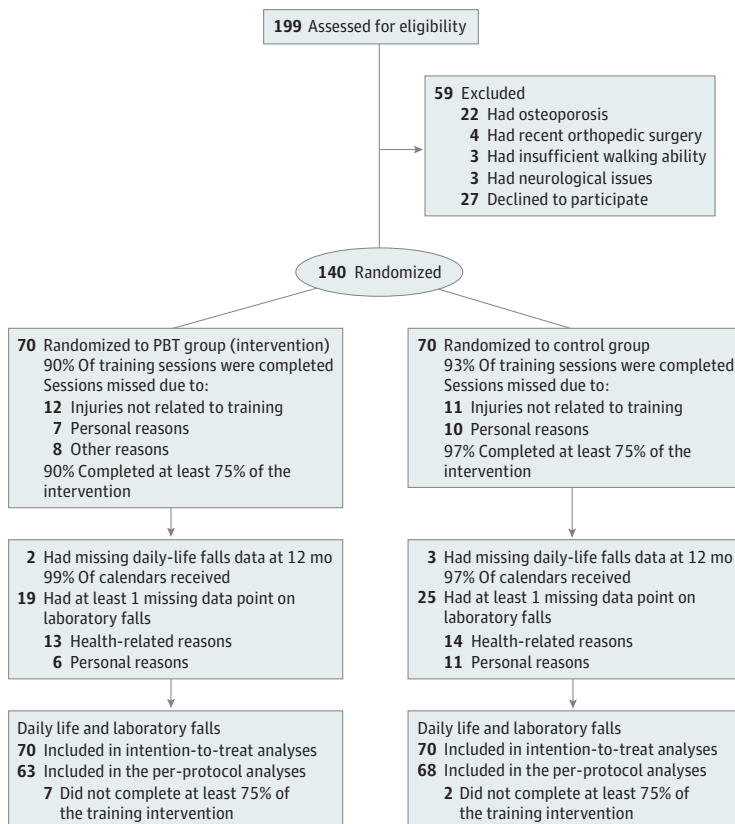 199 Assessed for eligibility
59 Excluded
22 Had osteoporosis
4 Had recent orthopedic surgery
3 Had insufficient walking ability
3 Had neurological issues
27 Declined to participate
140 Randomized
70 Randomized to PBT group (intervention)
90% Of training sessions were completed
Sessions missed due to:
12 Injuries not related to training
7 Personal reasons
8 Other reasons
90% Completed at least 75% of the
intervention
70 Randomized to control group
93% Of training sessions were completed
Sessions missed due to:
11 Injuries not related to training
10 Personal reasons
97% Completed at least 75% of the
intervention
2 Had missing daily-life falls data at 12 mo
99% Of calendars received
19 Had at least 1 missing data point on
laboratory falls
13 Health-related reasons
6 Personal reasons
3 Had missing daily-life falls data at 12 mo
97% Of calendars received
25 Had at least 1 missing data point on
laboratory falls
14 Health-related reasons
11 Personal reasons
Daily life and laboratory falls
70 Included in intention-to-treat analyses
63 Included in the per-protocol analyses
7 Did not complete at least 75% of
the training intervention
Daily life and laboratory falls
70 Included in intention-to-treat analyses
68 Included in the per-protocol analyses
2 Did not complete at least 75% of
the training intervention